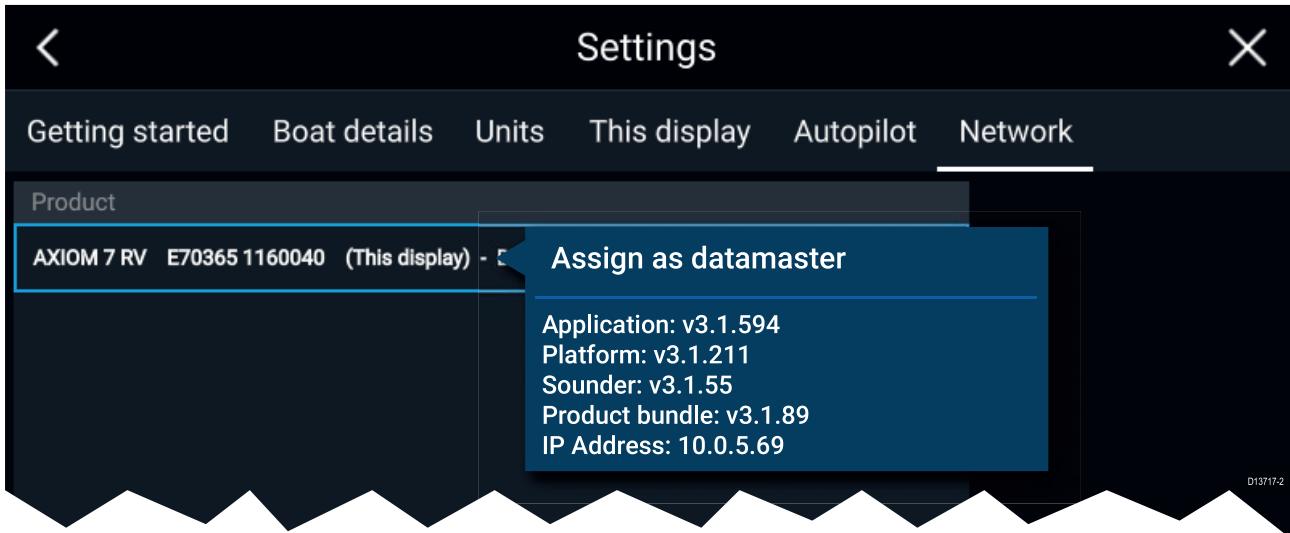 Settings
Getting started Boat details Units This display Autopilot Network
Product
AXIOM 7 RV E70365 1160040 (This display) -
Assign as datamaster
Application: v3.1.594
Platform: v3.1.211
Sounder: v3.1.55
Product bundle: v3.1.89
IP Address: 10.0.5.69
D13717-2